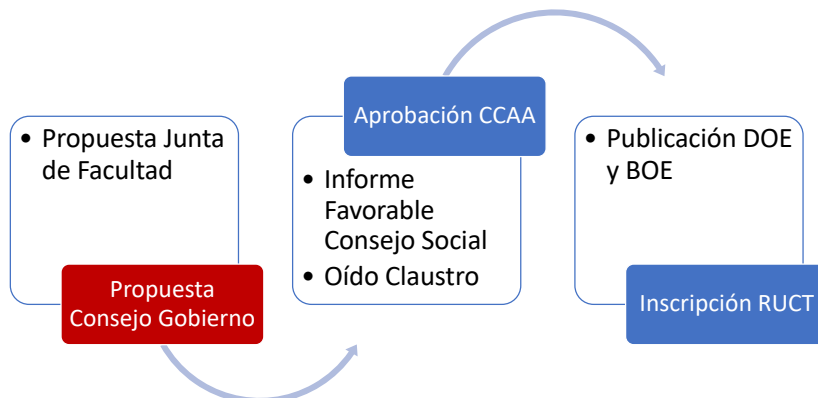 • Propuesta Junta
de Facultad
Propuesta
Consejo Gobierno
Aprobación CCAA
• Informe
Favorable
Consejo Social
• Oído Claustro
• Publicación DOE
y BOE
Inscripción RUCT